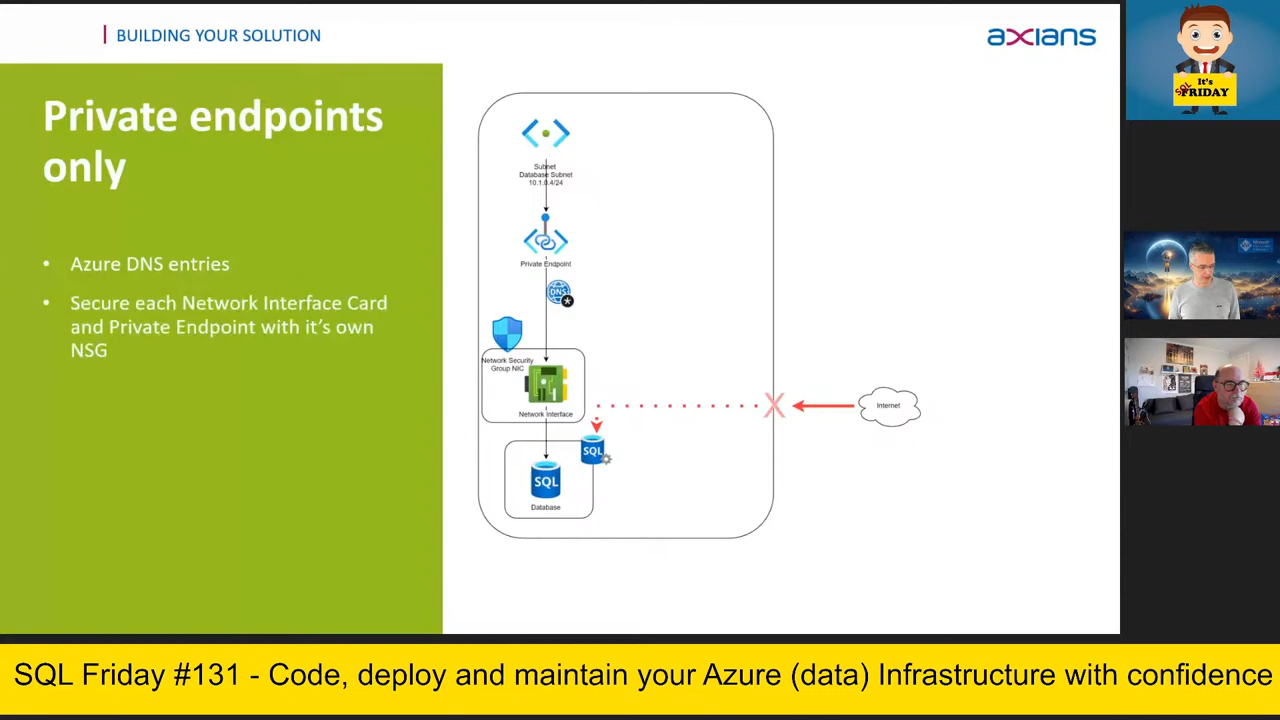 BUILDING YOUR SOLUTION
axians
It's
SQL
FRIDAY
Private endpoints
only
• Azure DNS entries
• Secure each Network Interface Card
and Private Endpoint with it's own
NSG
Subnet
Database Subnet
10.1.0.4/24
Private Endpoint
DNS
Network Security
Group NIC
Network Interface
X
Internet
SQL
SQL
Database
SQL Friday #131 - Code, deploy and maintain your Azure (data) Infrastructure with confidence